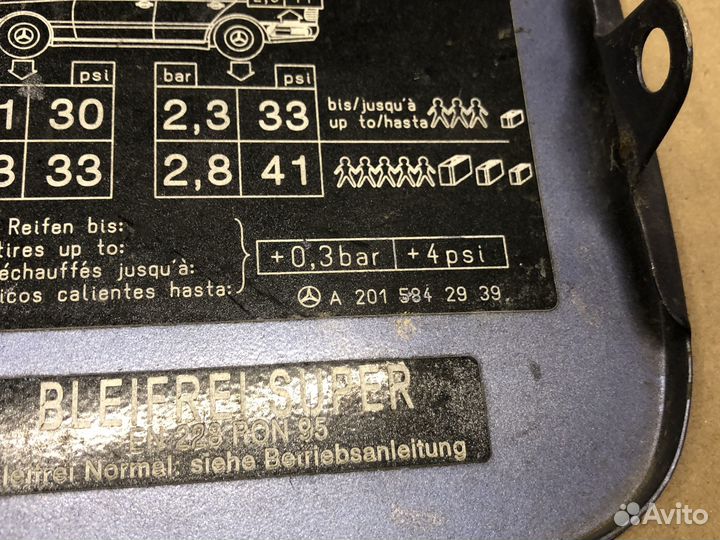 psi bar psi
1 30 2,3 33 bis/jusqu'à
up to/hasta
3 33 2,8 41
Reifen bis:
tires up to:
échauffés jusqu'à:
icos calientes hasta:
+0,3bar +4psi
A 201 584 29 39
BLEIFREI SUPER
EN 228 RON 95
leifrei Normal: siehe Betriebsanleitung
Avito